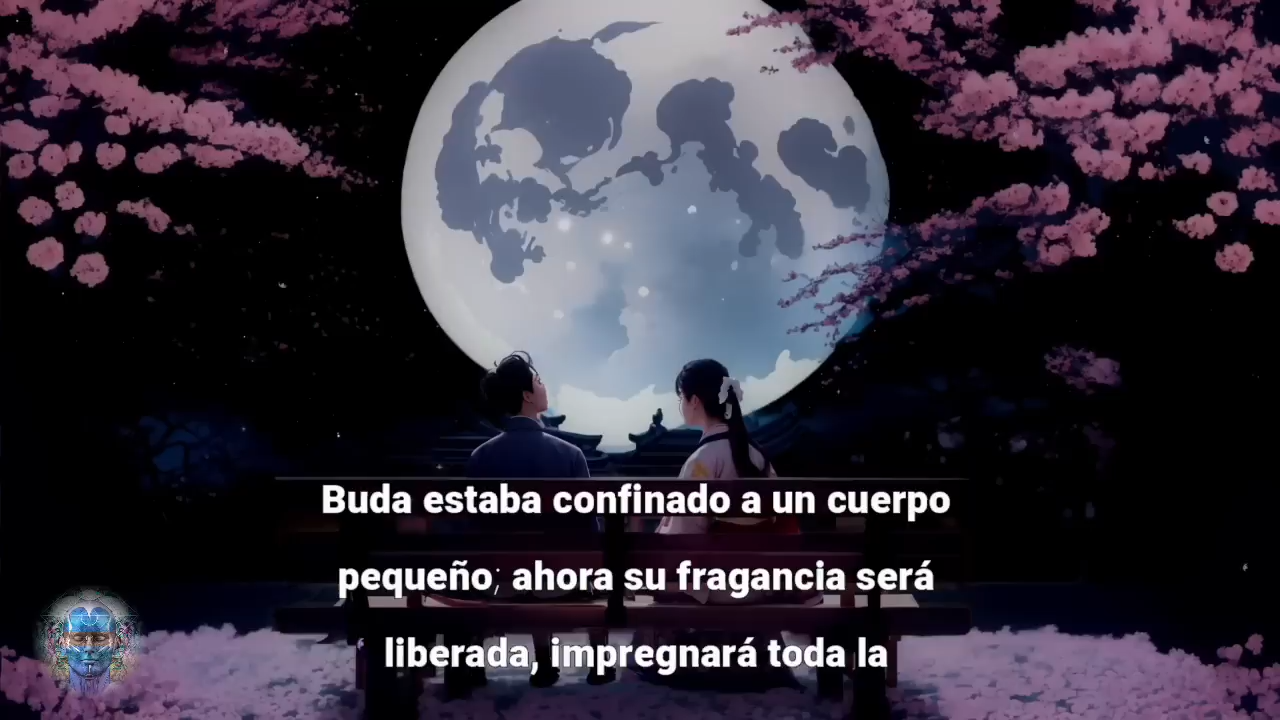 Buda estaba confinado a un cuerpo
pequeño; ahora su fragancia será
liberada, impregnará toda la